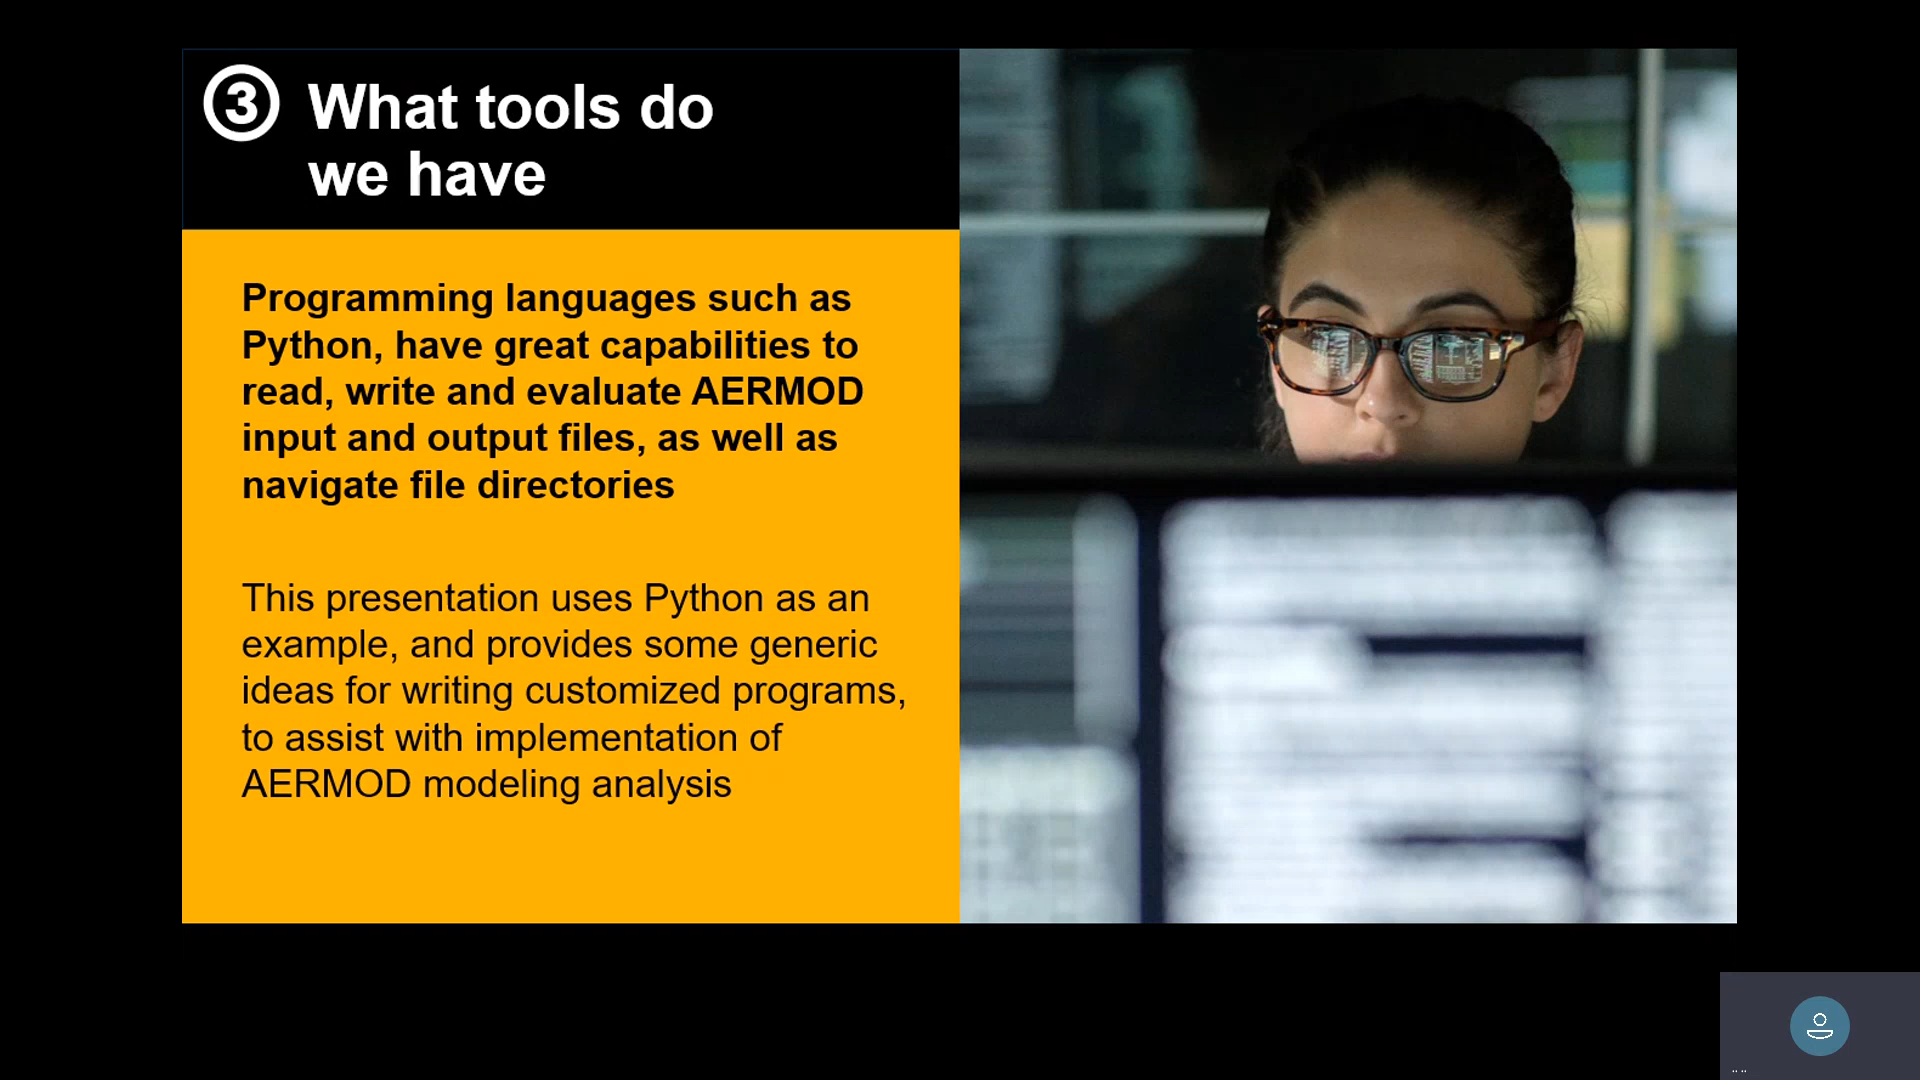 3 What tools do
we have
Programming languages such as
Python, have great capabilities to
read, write and evaluate AERMOD
input and output files, as well as
navigate file directories
This presentation uses Python as an
example, and provides some generic
ideas for writing customized programs,
to assist with implementation of
AERMOD modeling analysis